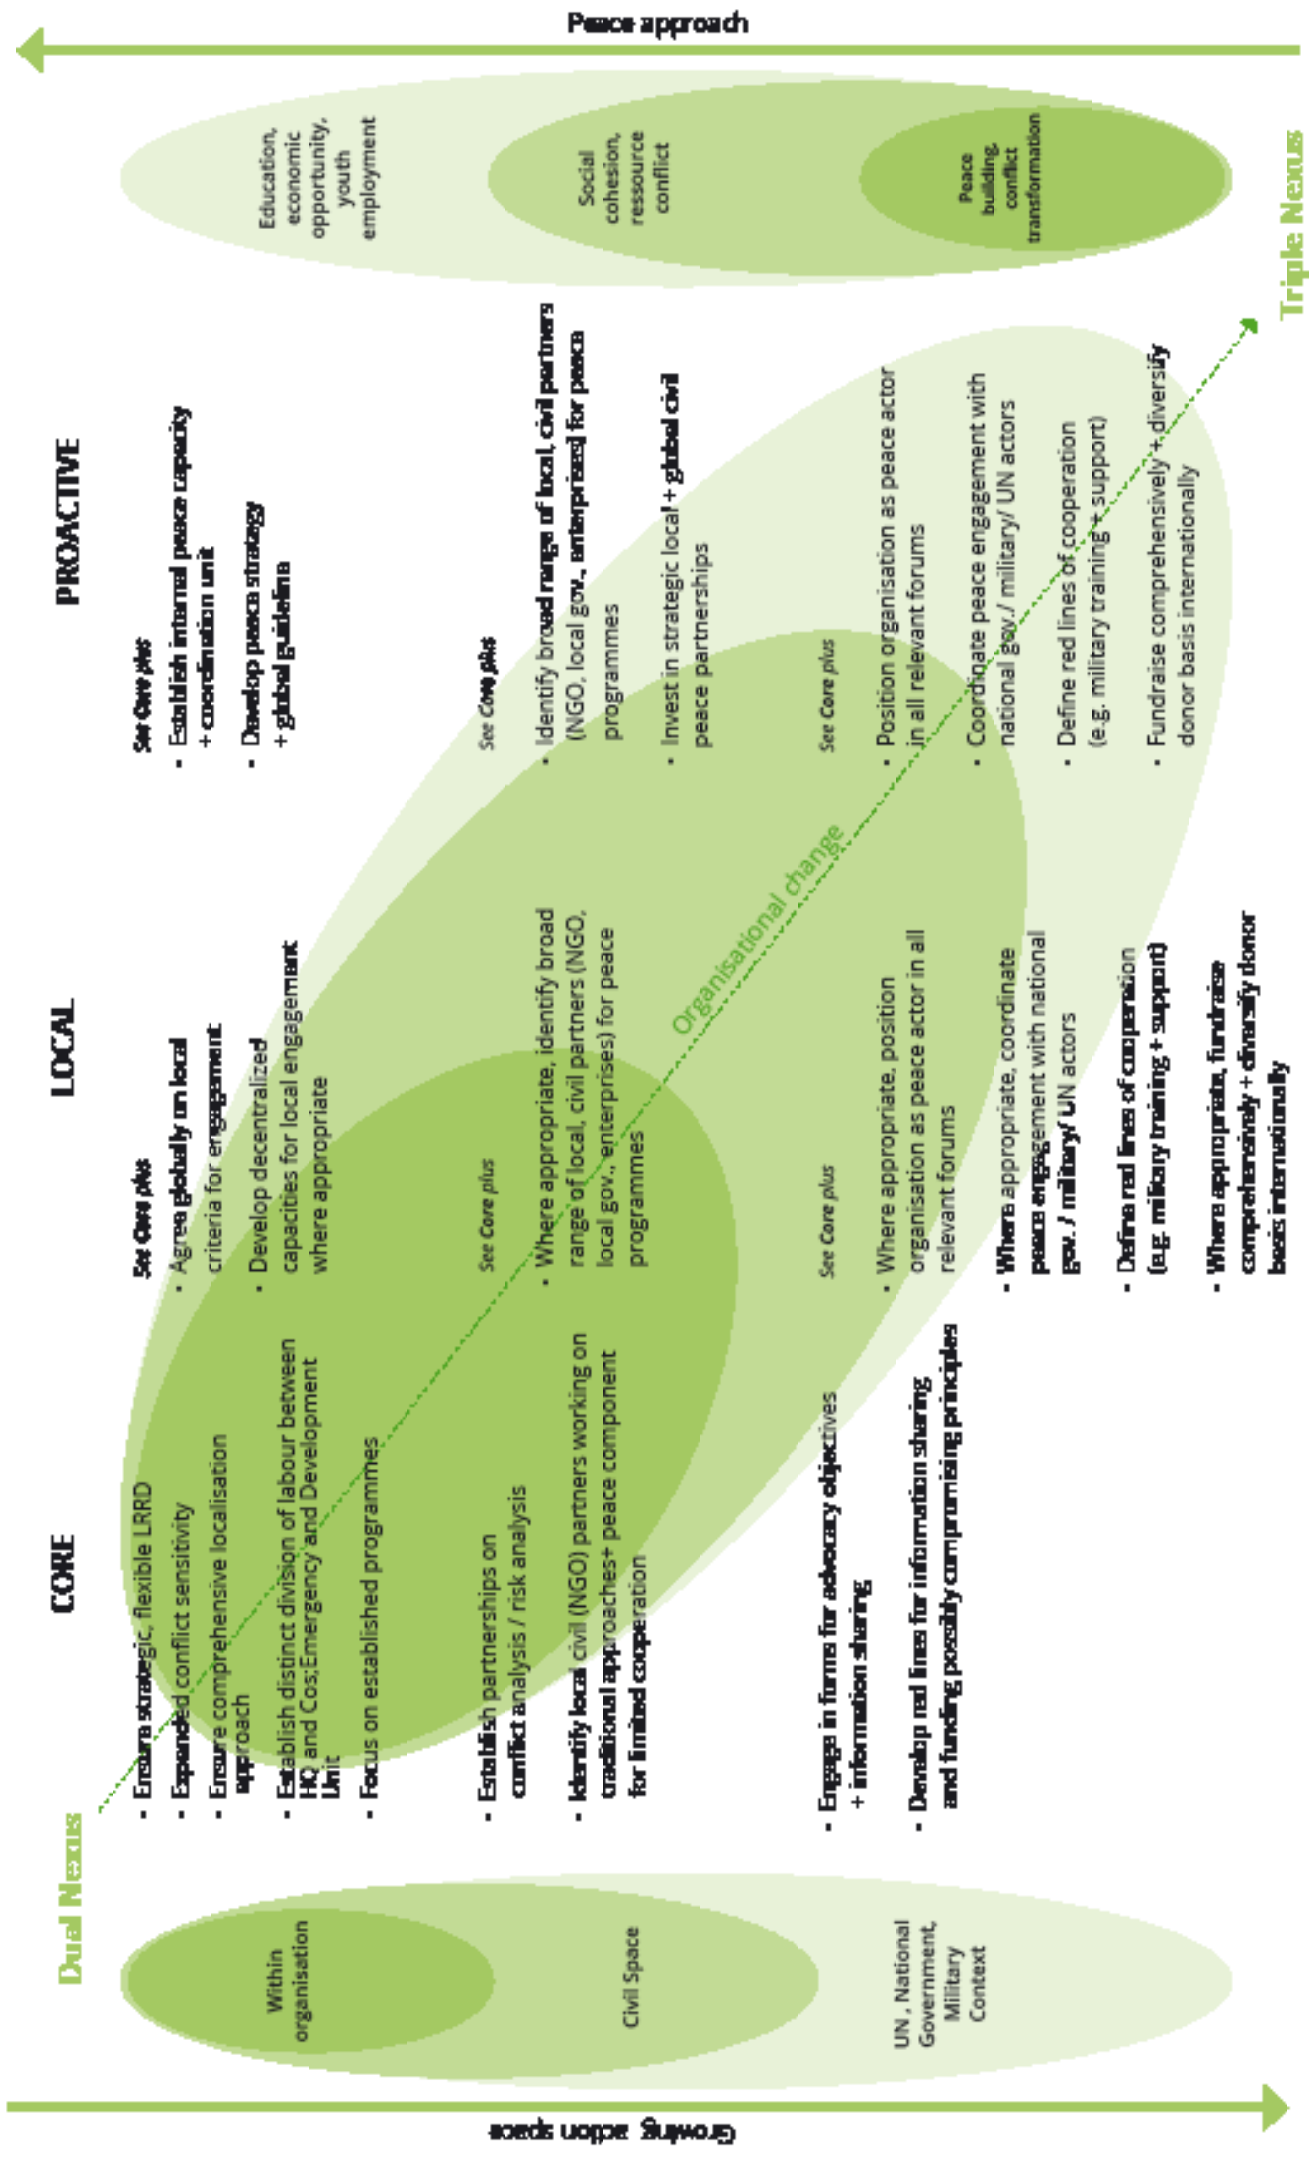 Dual Nexus
CORE
LOCAL
PROACTIVE
Growing action space
Within
organisation
Civil Space
UN , National
Government,
Military
Context
• Ensure strategic, flexible LRRD
• Expanded conflict sensitivity
• Ensure comprehensive localisation
approach
• Establish distinct division of labour between
HQ and Cos;Emergency and Development
Unit
• Focus on established programmes
See Core plus
• Agree globally on local
criteria for engagement
• Develop decentralized
capacities for local engagement
where appropriate
See Core plus
• Establish internal peace capacity
+ coordination unit
• Develop peace strategy
+ global guideline
• Establish partnerships on
conflict analysis / risk analysis
• Identify local civil (NGO) partners working on
traditional approaches+ peace component
for limited cooperation
See Core plus
• Where appropriate, identify broad
range of local, civil partners (NGO,
local gov., enterprises) for peace
programmes
See Core plus
• Identify broad range of local, civil partners
(NGO, local gov., enterprises) for peace
programmes
• Invest in strategic local + global civil
peace partnerships
Organisational change
• Engage in forms for advocacy objectives
+ information sharing
• Develop red lines for information sharing
and funding possibly compromising principles
See Core plus
• Where appropriate, position
organisation as peace actor in all
relevant forums
• Where appropriate, coordinate
peace engagement with national
gov. / military/ UN actors
• Define red lines of cooperation
(e.g. military training + support)
• Where appropriate, fundraise
comprehensively + diversify donor
basis internationally
See Core plus
• Position organisation as peace actor
in all relevant forums
• Coordinate peace engagement with
national gov./ military/ UN actors
• Define red lines of cooperation
(e.g. military training + support)
• Fundraise comprehensively + diversify
donor basis internationally
Education,
economic
opportunity,
youth
employment
Social
cohesion,
ressource
conflict
Peace
building,
conflict
transformation
Peace approach
Triple Nexus